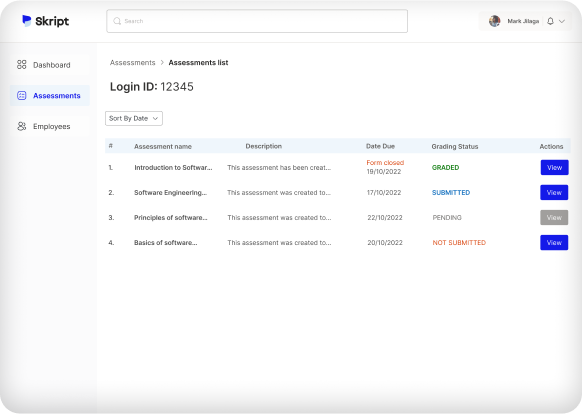 Skript
Search
Mark Jilaga
Dashboard
Assessments
Employees
Assessments > Assessments list
Login ID: 12345
Sort By Date
# Assessment name Description Date Due Grading Status Actions
1. Introduction to Softwar... This assessment has been creat... Form closed 19/10/2022 GRADED View
2. Software Engineering... This assessment was created to... 17/10/2022 SUBMITTED View
3. Principles of software... This assessment was created to... 22/10/2022 PENDING. View
4. Basics of software... This assessment was created to... 20/10/2022 NOT SUBMITTED View